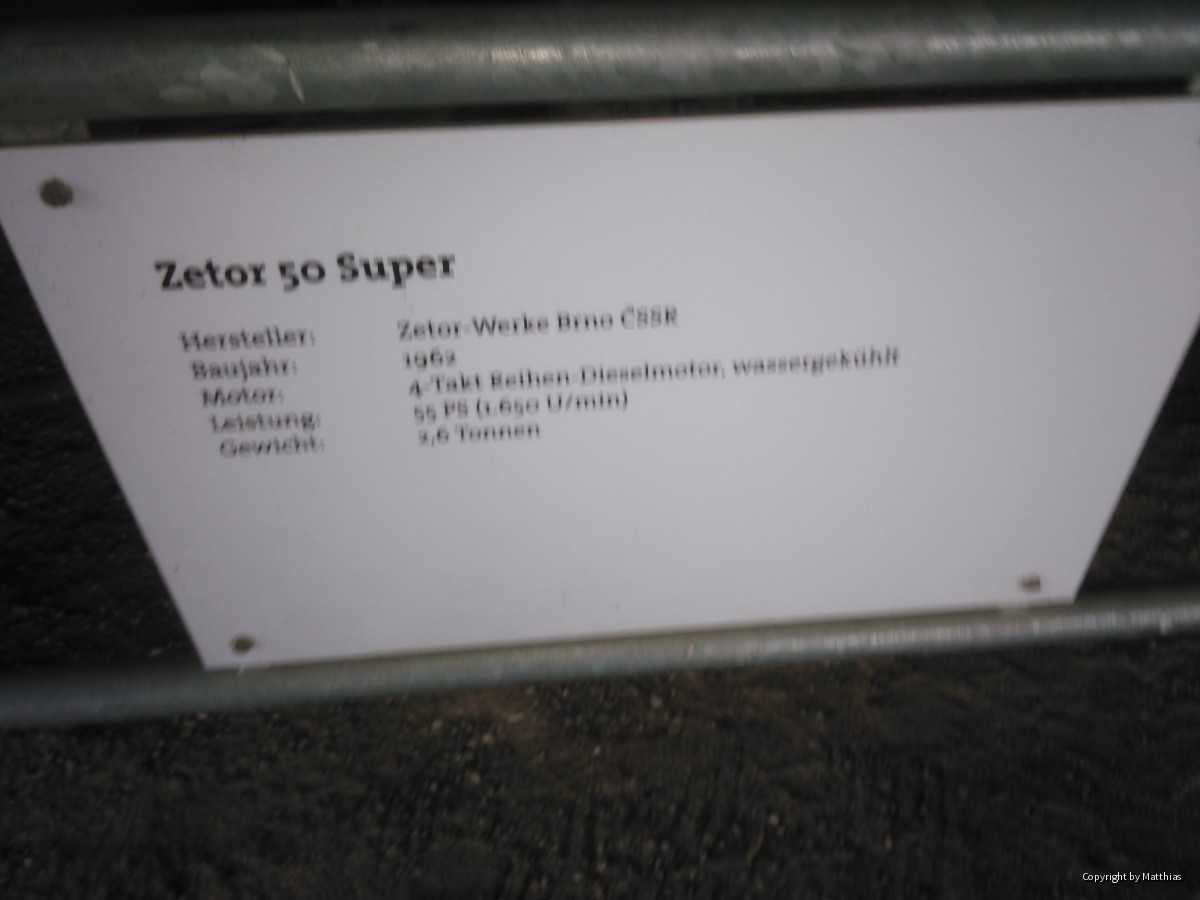 Zetor 50 Super
Hersteller: Zetor-Werke Brno ČSSR
Baujahr: 1962
Motor: 4-Takt Reihen-Dieselmotor, wassergekühlt
Leistung: 55 PS (1.650 U/min)
Gewicht: 2,6 Tonnen
Copyright by Matthias